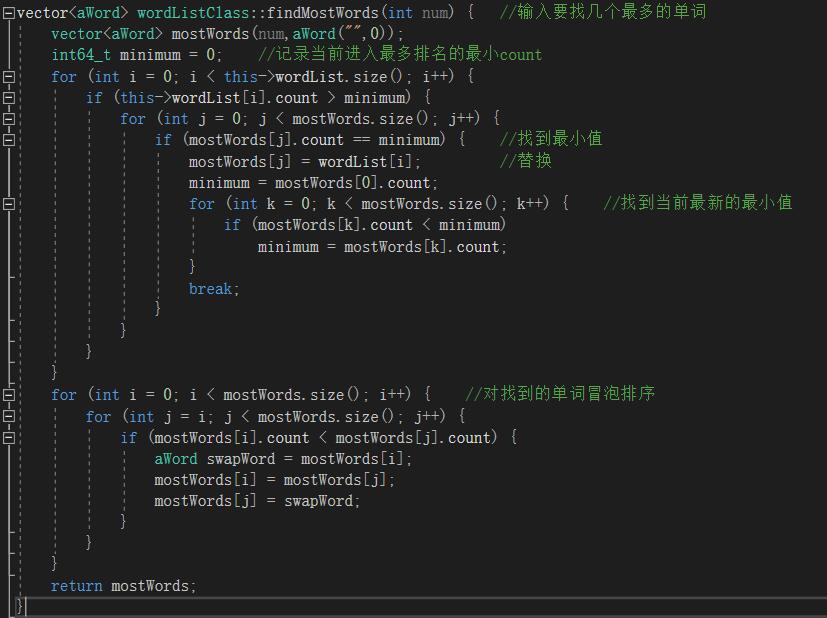 vector<aWord> wordListClass::findMostWords(int num) {   //输入要找几个最多的单词
    vector<aWord> mostWords(num,aWord("",0));
    int64_t minimum = 0;    //记录当前进入最多排名的最小count
    for (int i = 0; i < this->wordList.size(); i++) {
        if (this->wordList[i].count > minimum) {
            for (int j = 0; j < mostWords.size(); j++) {
                if (mostWords[j].count == minimum) {    //找到最小值
                    mostWords[j] = wordList[i];         //替换
                    minimum = mostWords[0].count;
                    for (int k = 0; k < mostWords.size(); k++) {    //找到当前最新的最小值
                        if (mostWords[k].count < minimum)
                            minimum = mostWords[k].count;
                    }
                    break;
                }
            }
        }
    }
    for (int i = 0; i < mostWords.size(); i++) {    //对找到的单词冒泡排序
        for (int j = i; j < mostWords.size(); j++) {
            if (mostWords[i].count < mostWords[j].count) {
                aWord swapWord = mostWords[i];
                mostWords[i] = mostWords[j];
                mostWords[j] = swapWord;
            }
        }
    }
    return mostWords;
}